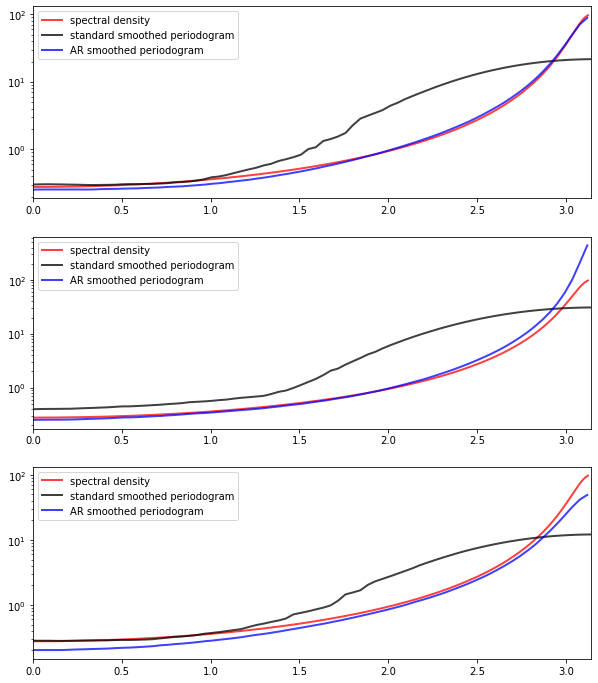 10²
10¹
10⁰
spectral density
standard smoothed periodogram
AR smoothed periodogram
0.0 0.5 1.0 1.5 2.0 2.5 3.0
10²
10¹
10⁰
spectral density
standard smoothed periodogram
AR smoothed periodogram
0.0 0.5 1.0 1.5 2.0 2.5 3.0
10²
10¹
10⁰
spectral density
standard smoothed periodogram
AR smoothed periodogram
0.0 0.5 1.0 1.5 2.0 2.5 3.0